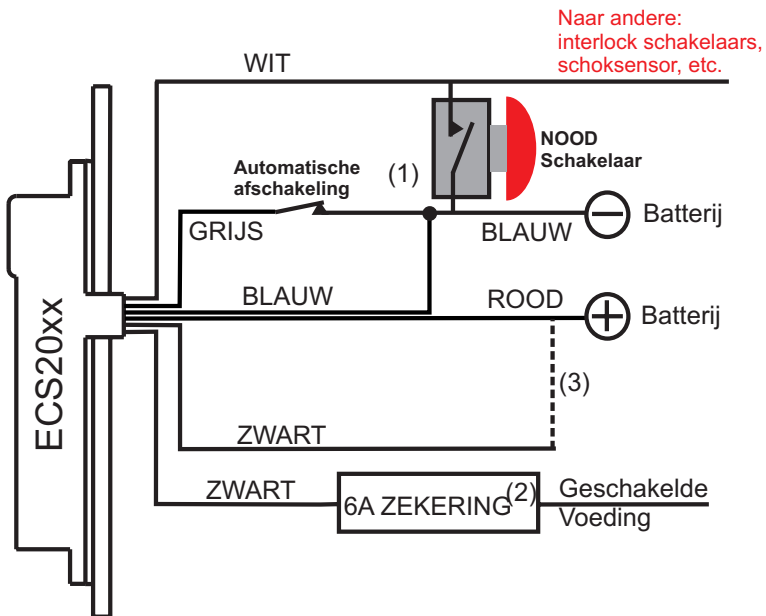 Naar andere:
interlock schakelaars,
schoksensor, etc.
WIT
NOOD
Schakelaar
Automatische
afschakeling
(1)
GRIJS
BLAUW
Batterij
BLAUW
ROOD
Batterij
ECS20xx
(3)
ZWART
ZWART
6A ZEKERING
(2)
Geschakelde
Voeding